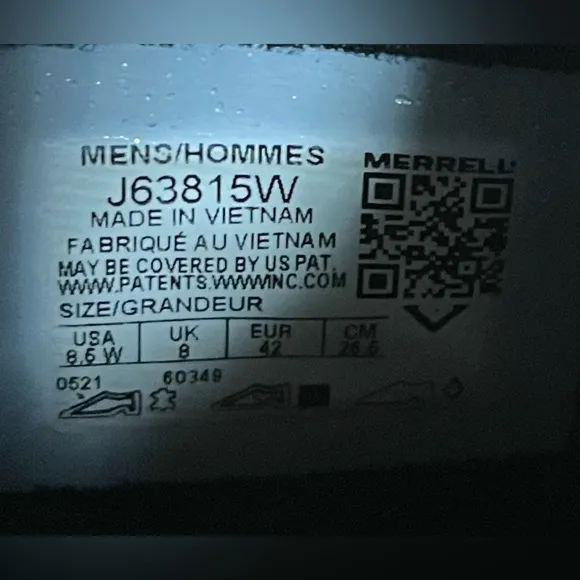 MENS/HOMMES
MERRELL
J63815W
MADE IN VIETNAM
FABRIQUÉ AU VIETNAM
MAY BE COVERED BY US PAT.
WWW.PATENTS.WWWINC.COM
SIZE/GRANDEUR
USA UK EUR CM
8.5 W 8 42 26.5
0521 60349